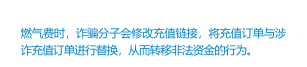 燃气费时，诈骗分子会修改充值链接，将充值订单与涉
诈充值订单进行替换，从而转移非法资金的行为。